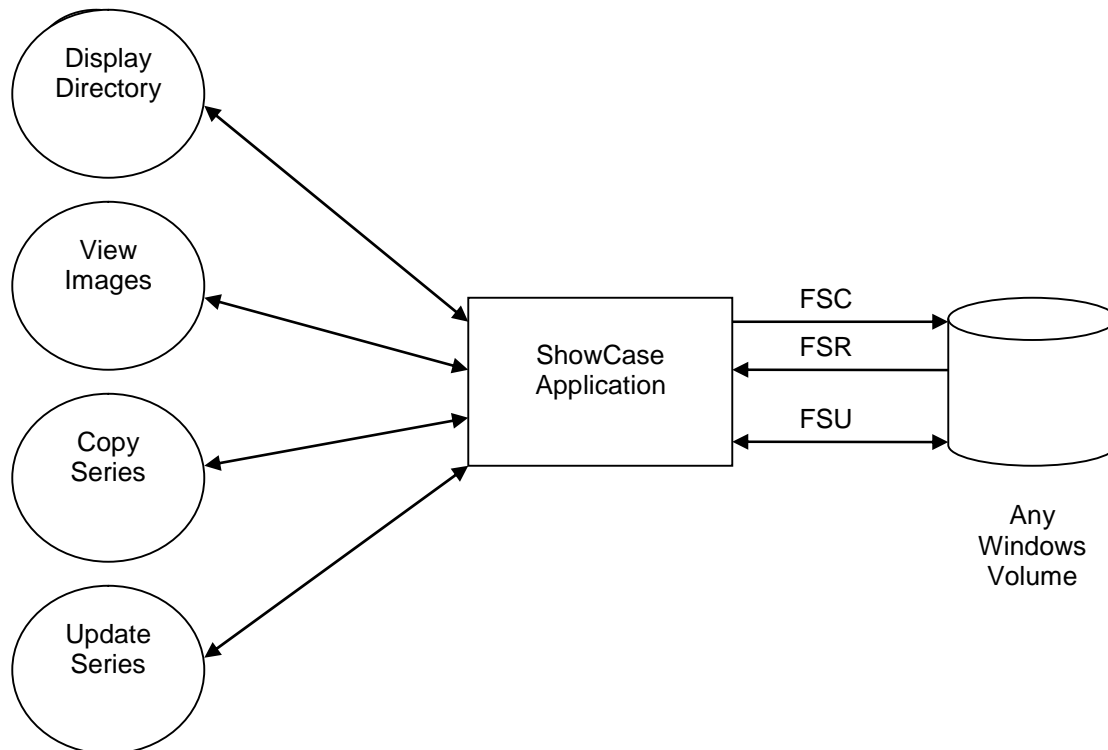 Display
Directory
View
Images
Copy
Series
Update
Series
ShowCase
Application
FSC
FSR
FSU
Any
Windows
Volume